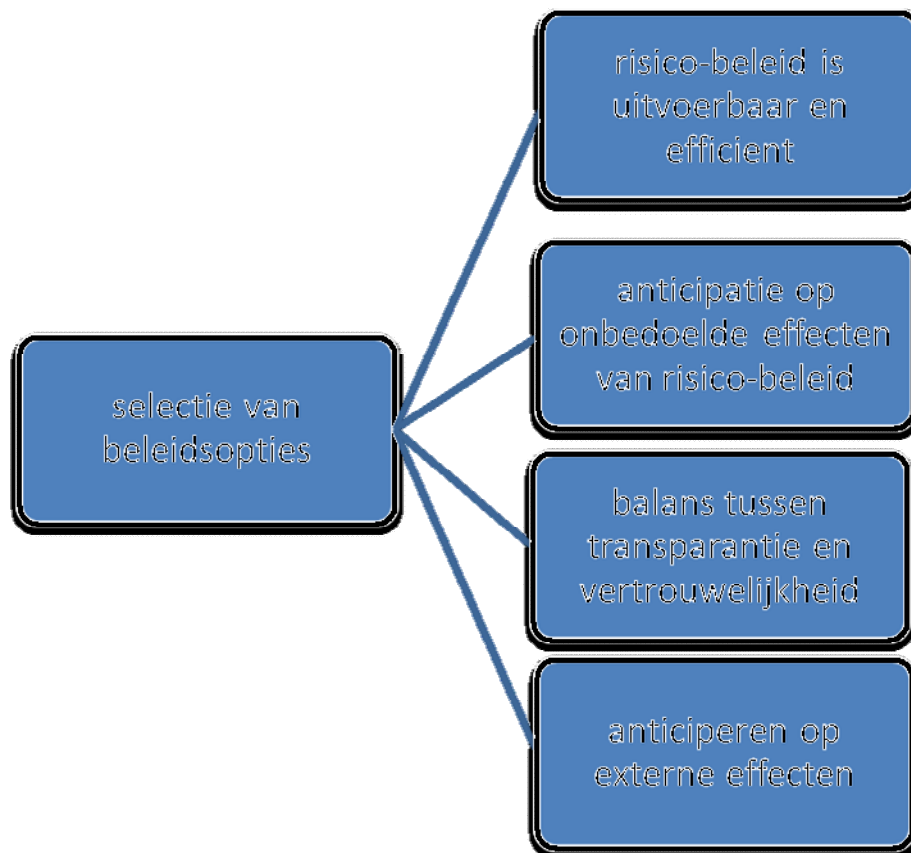 risico-beleid is
uitvoerbaar en
efficient
anticipatie op
onbedoelde effecten
van risico-beleid
selectie van
beleidsopties
balans tussen
transparantie en
vertrouwelijkheid
anticiperen op
externe effecten